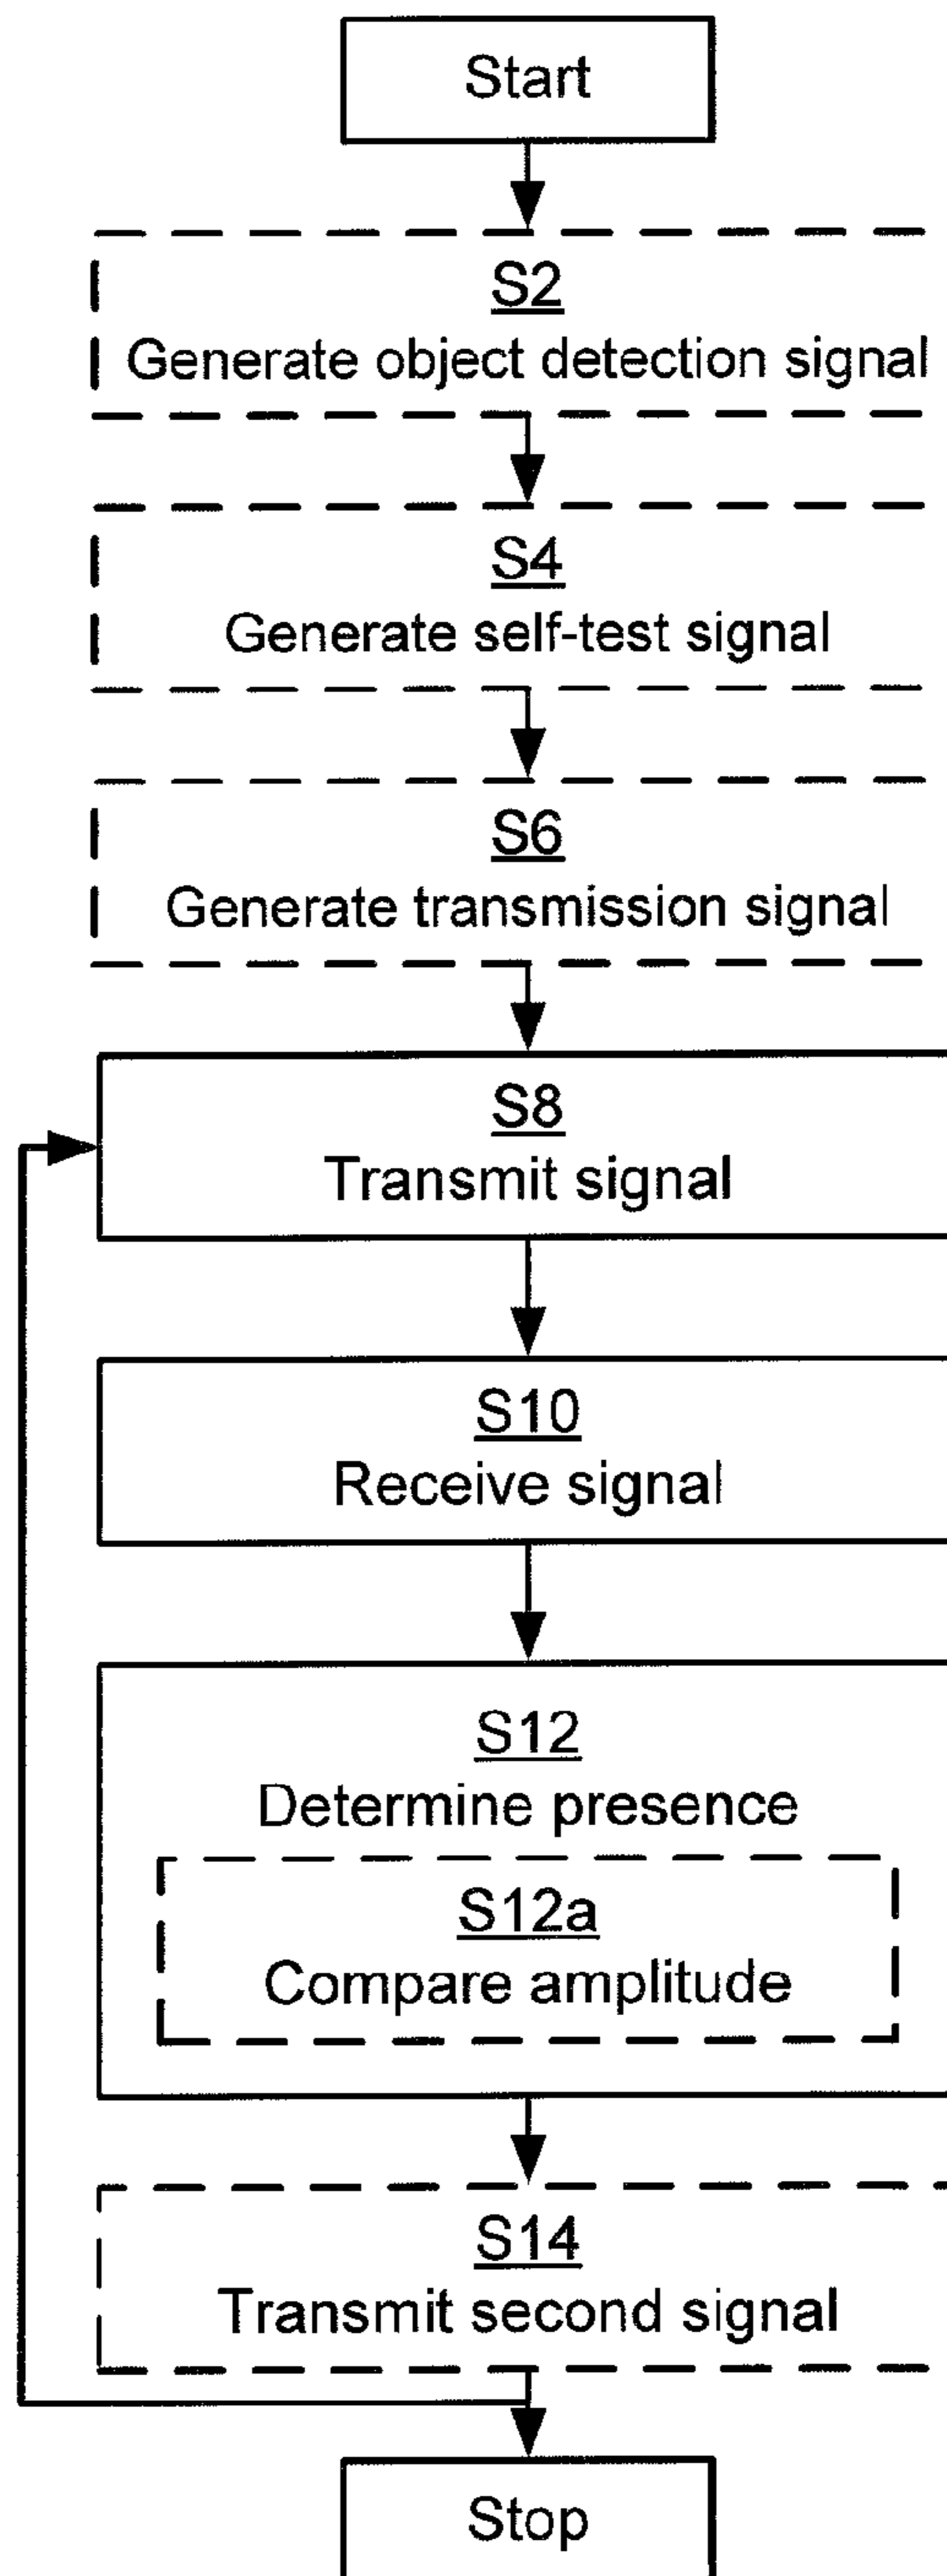 Start
S2
Generate object detection signal
S4
Generate self-test signal
S6
Generate transmission signal
S8
Transmit signal
S10
Receive signal
S12
Determine presence
S12a
Compare amplitude
S14
Transmit second signal
Stop